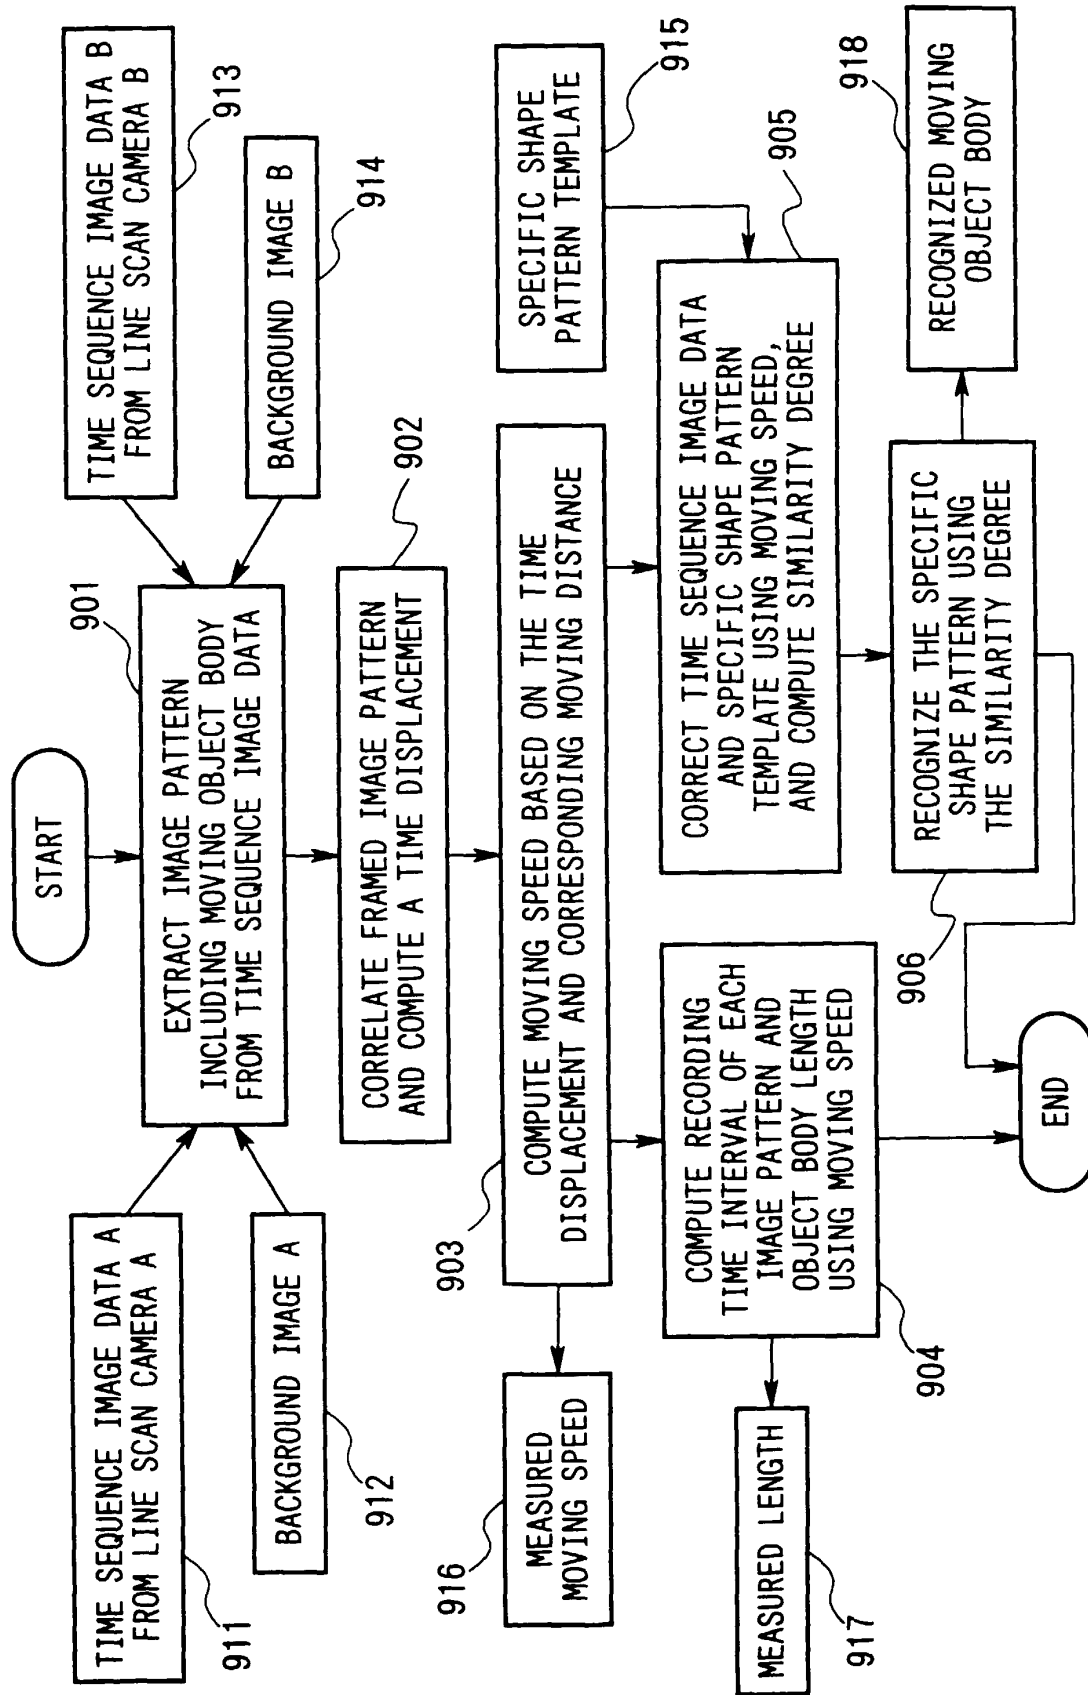 START
TIME SEQUENCE IMAGE DATA A
FROM LINE SCAN CAMERA A
911
BACKGROUND IMAGE A
912
901
EXTRACT IMAGE PATTERN
INCLUDING MOVING OBJECT BODY
FROM TIME SEQUENCE IMAGE DATA
TIME SEQUENCE IMAGE DATA B
FROM LINE SCAN CAMERA B
913
BACKGROUND IMAGE B
914
902
CORRELATE FRAMED IMAGE PATTERN
AND COMPUTE A TIME DISPLACEMENT
903
COMPUTE MOVING SPEED BASED ON THE TIME
DISPLACEMENT AND CORRESPONDING MOVING DISTANCE
916
MEASURED
MOVING SPEED
SPECIFIC SHAPE
PATTERN TEMPLATE
915
COMPUTE RECORDING
TIME INTERVAL OF EACH
IMAGE PATTERN AND
OBJECT BODY LENGTH
USING MOVING SPEED
904
905
CORRECT TIME SEQUENCE IMAGE DATA
AND SPECIFIC SHAPE PATTERN
TEMPLATE USING MOVING SPEED,
AND COMPUTE SIMILARITY DEGREE
MEASURED LENGTH
917
906
RECOGNIZE THE SPECIFIC
SHAPE PATTERN USING
THE SIMILARITY DEGREE
918
RECOGNIZED MOVING
OBJECT BODY
END